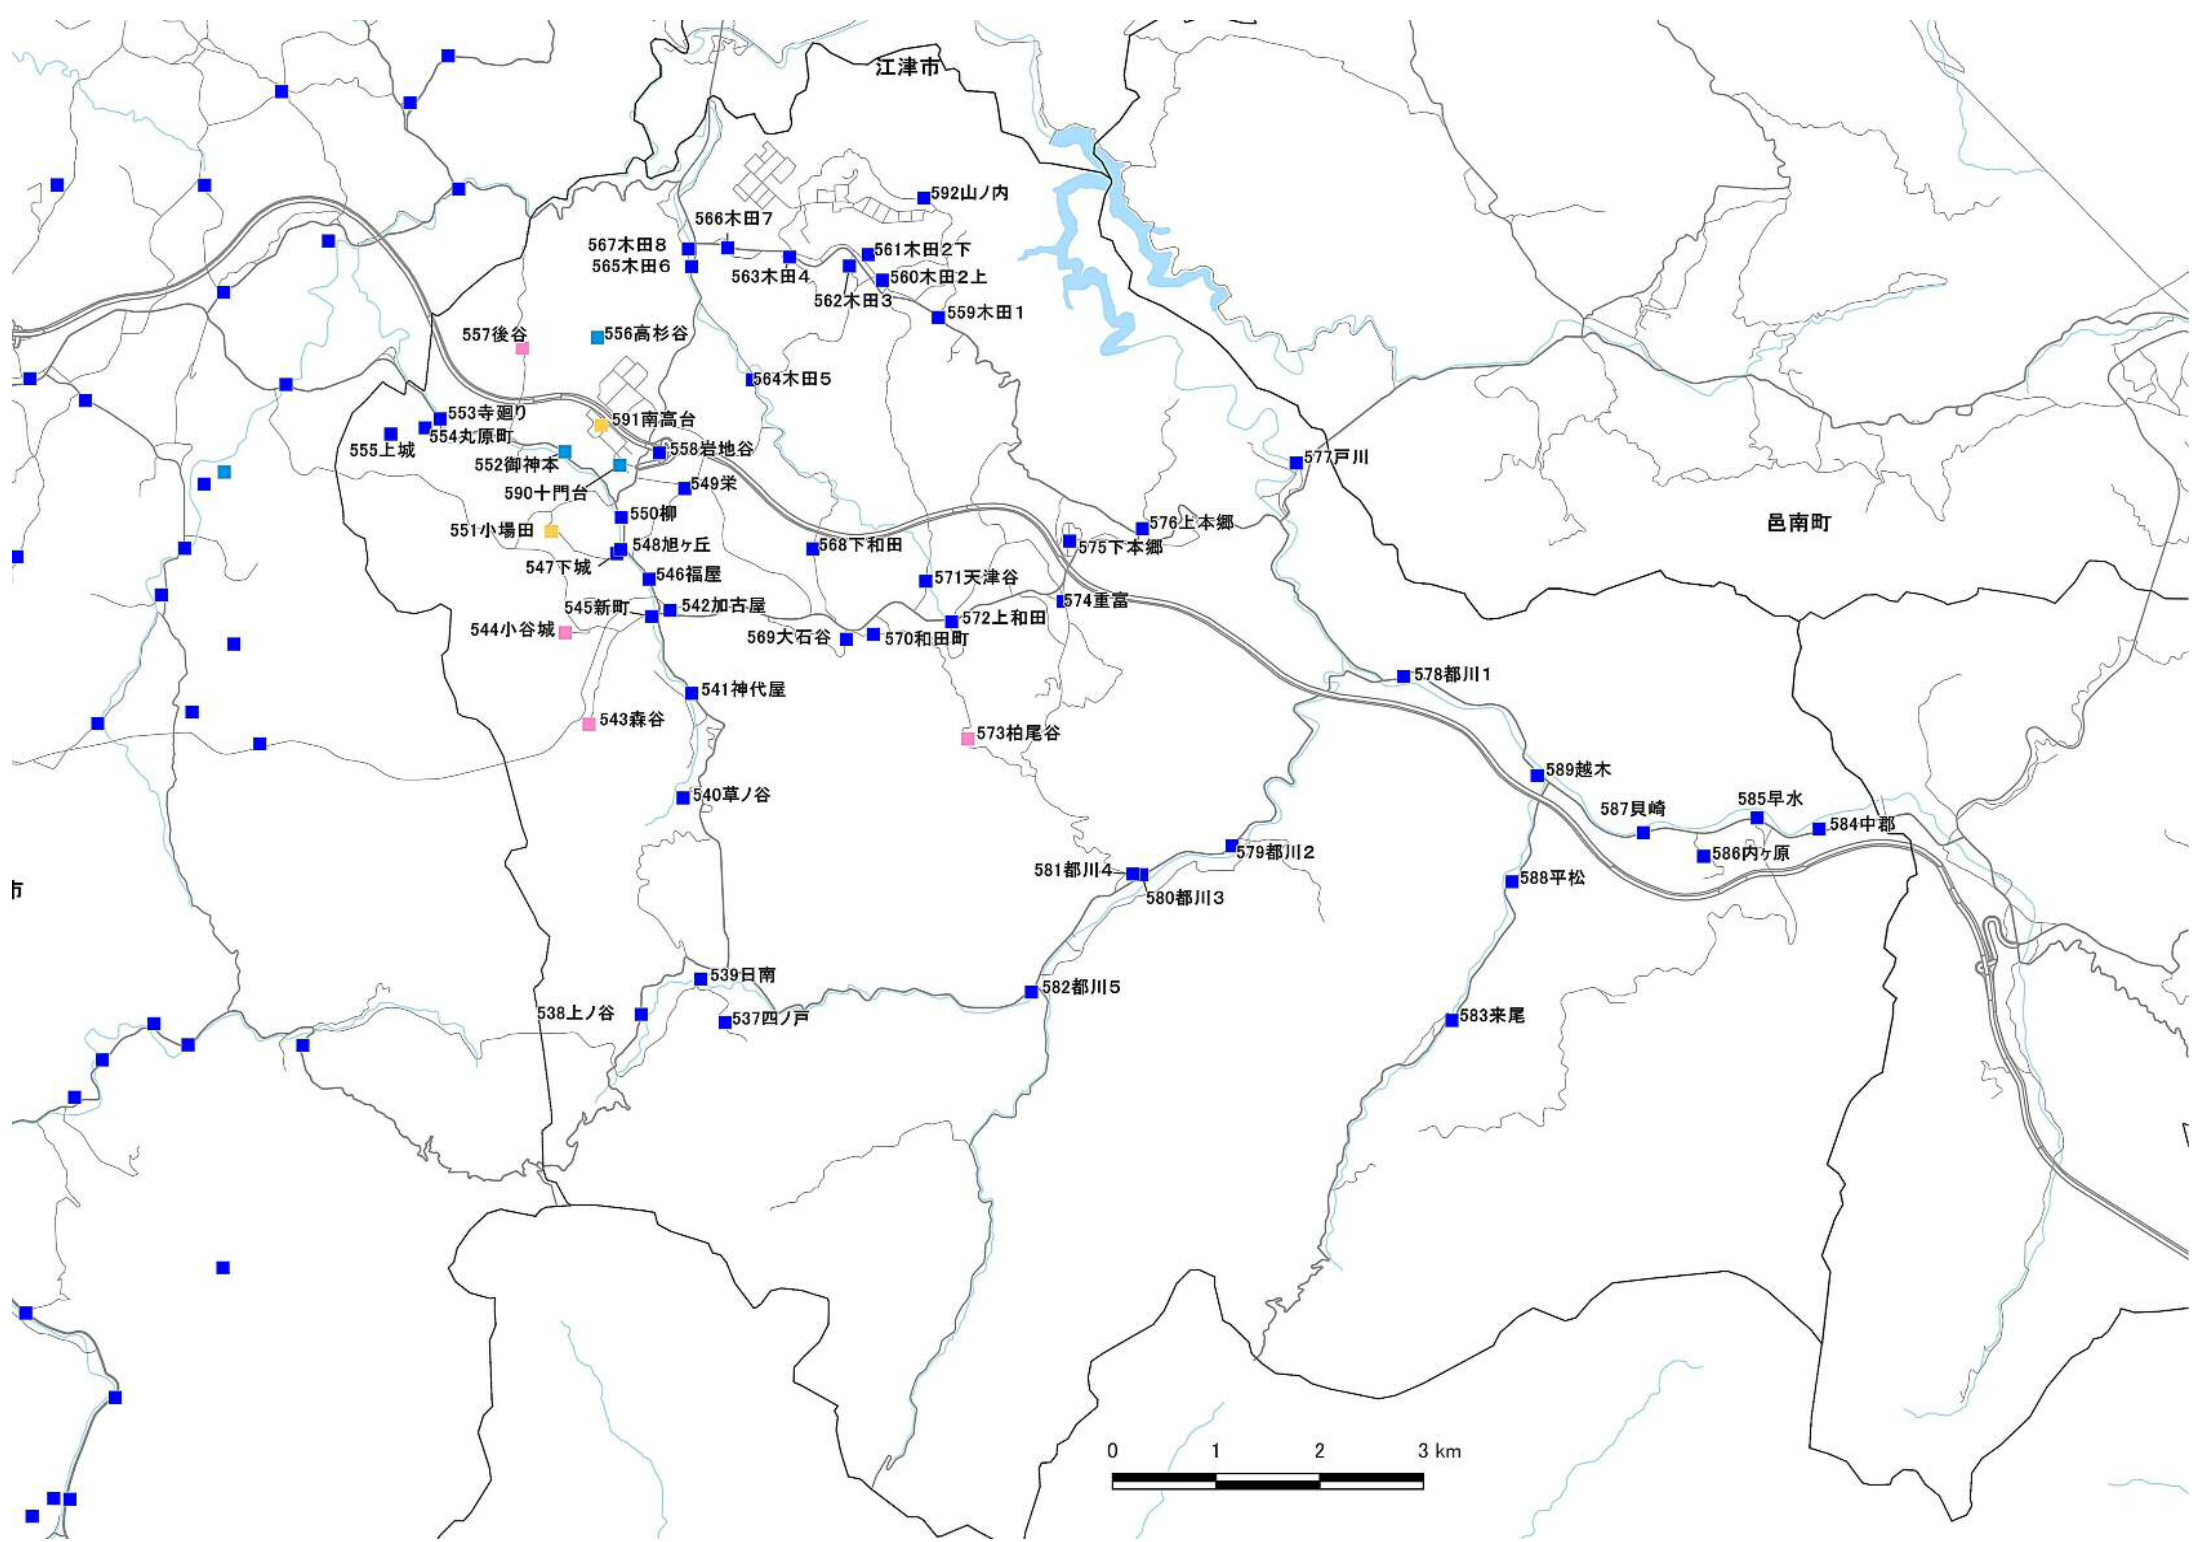 江津市
592山ノ内
566木田７
567木田８
561木田２下
565木田６
563木田４
560木田２上
562木田３
559木田１
557後谷
556高杉谷
564木田５
553寺廻り
591南高台
554丸原町
555上城
558岩地谷
577戸川
552御神本
549栄
590十門台
550柳
邑南町
576上本郷
551小場田
548旭ヶ丘
568下和田
575下本郷
547下城
546福屋
571天津谷
545新町
542加古屋
574重富
572上和田
544小谷城
569大石谷
570和田町
578都川１
541神代屋
543森谷
573柏尾谷
589越木
540草ノ谷
585早水
587貝崎
584中郡
579都川２
586内ヶ原
581都川４
588平松
市
580都川３
539日南
582都川５
538上ノ谷
583来尾
537四ノ戸
0 1 2 3 km